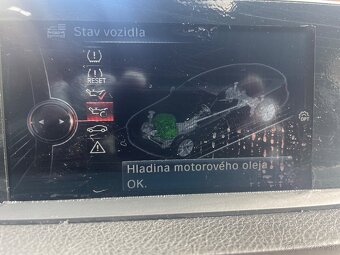 Stav vozidla
RESET
Hladina motorového oleja
OK.